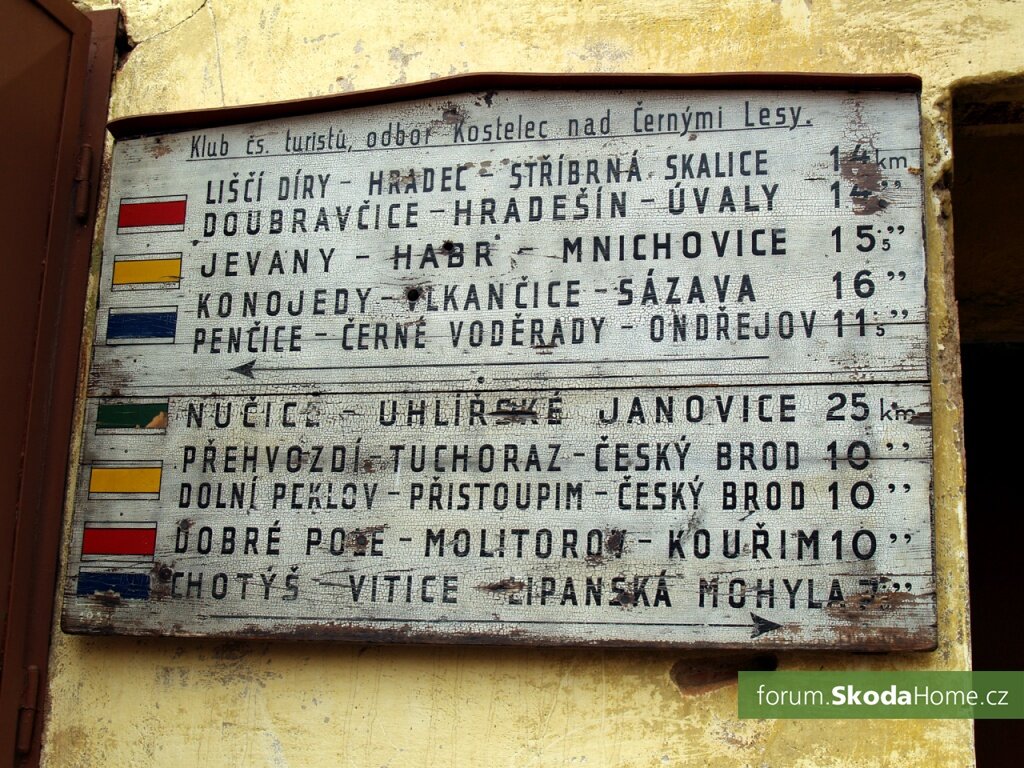 Klub čs. turistů, odbor Kostelec nad Černými Lesy.
LIŠČÍ DÍRY – HRADEC – STŘÍBRNÁ SKALICE 14 km
DOUBRAVČICE – HRADEŠÍN – ÚVALY 14 ”
JEVANY – HABR – MNICHOVICE 15·5 ”
KONOJEDY – VLKANČICE – SÁZAVA 16 ”
PENČICE – ČERNÉ VODĚRADY – ONDŘEJOV 11·5 ”
NUČICE – UHLÍŘSKÉ JANOVICE 25 km
PŘEHVOZDÍ – TUCHORAZ – ČESKÝ BROD 10 ”
DOLNÍ PEKLOV – PŘISTOUPIM – ČESKÝ BROD 10 ”
DOBRÉ POLE – MOLITOROV – KOUŘIM 10 ”
CHOTÝŠ VITICE LIPANSKÁ MOHYLA ”
forum.SkodaHome.cz